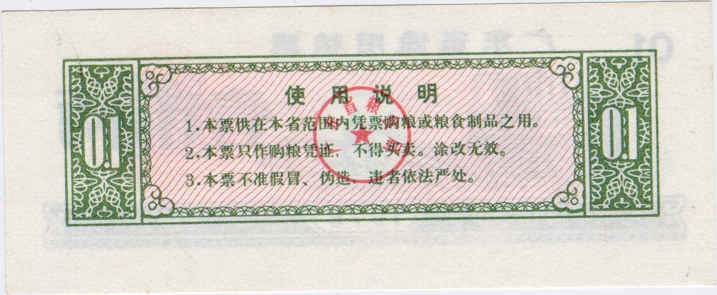 使用说明
0.1
1.本票供在本省范围内凭票购粮或粮食制品之用。
2.本票只作购粮凭证，不得买卖。涂改无效。
3.本票不准假冒、伪造，违者依法严处。
0.1